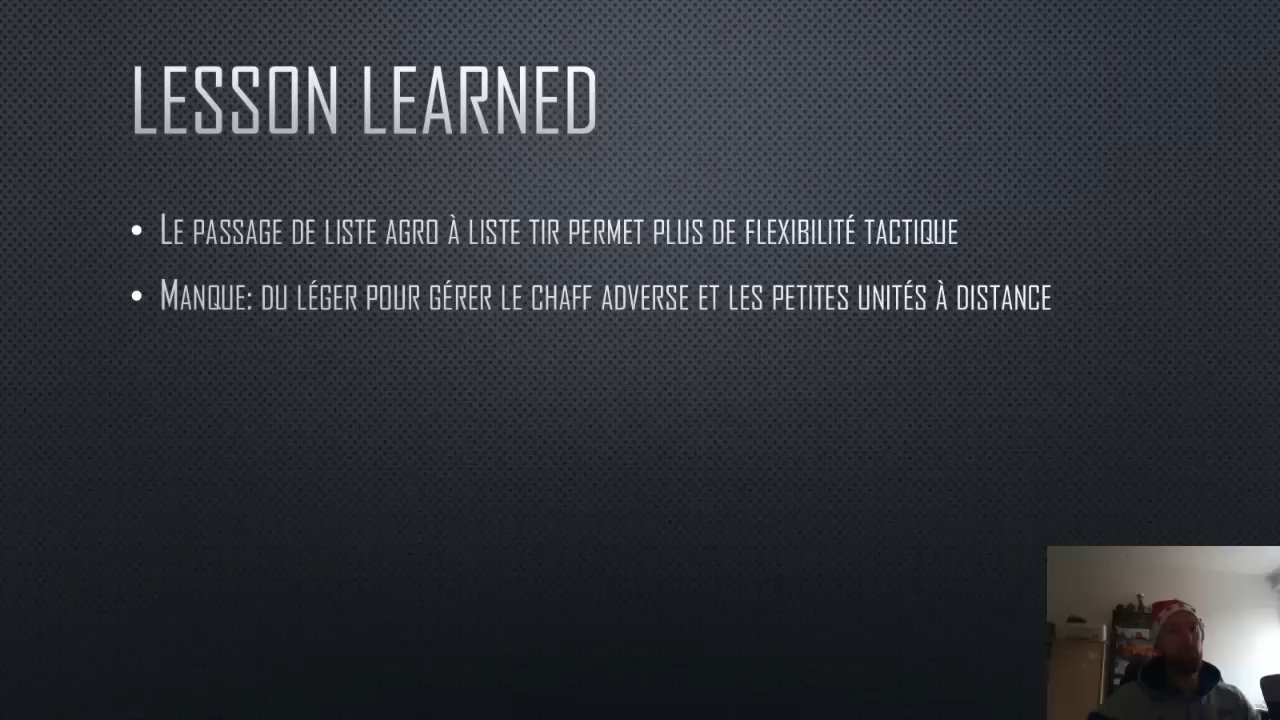 LESSON LEARNED
• LE PASSAGE DE LISTE AGRO À LISTE TIR PERMET PLUS DE FLEXIBILITÉ TACTIQUE
• MANQUE: DU LÉGER POUR GÉRER LE CHAFF ADVERSE ET LES PETITES UNITÉS À DISTANCE